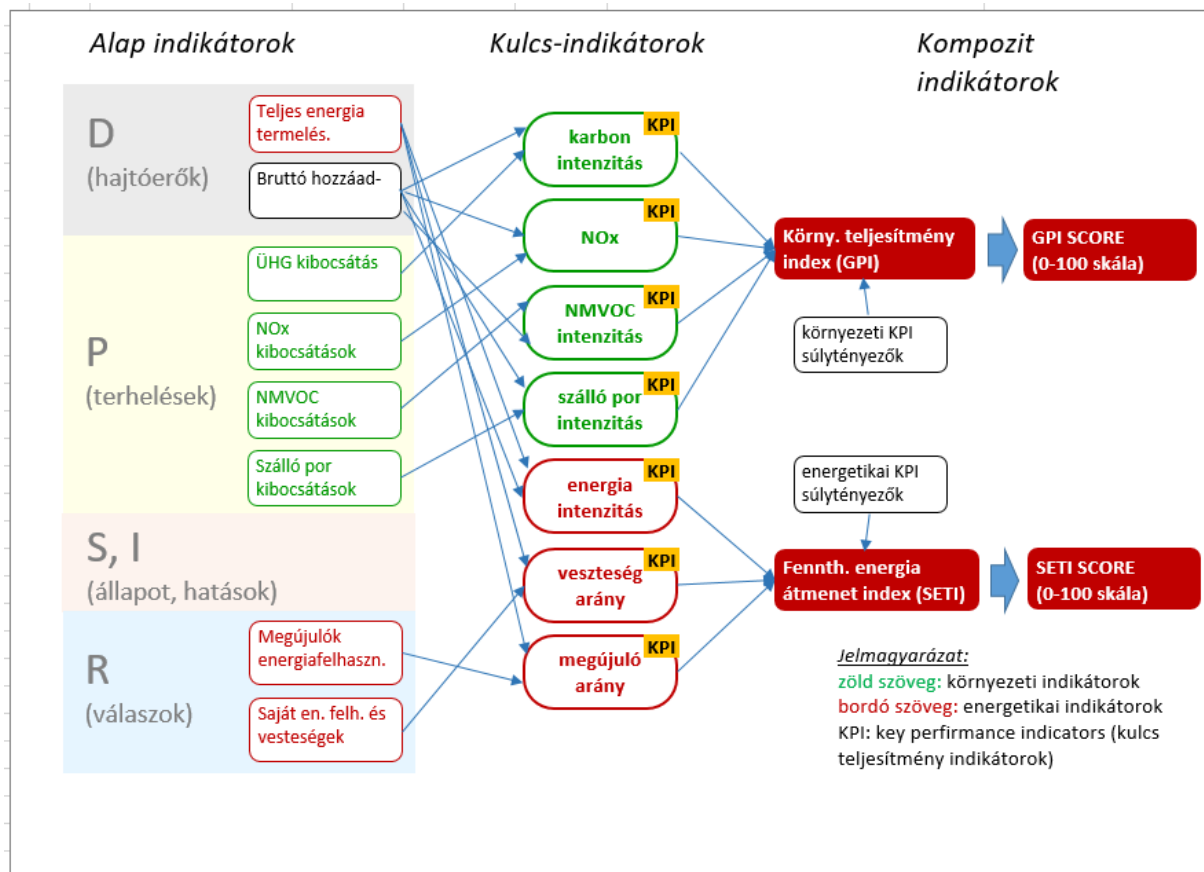 Alap indikátorok
Kulcs-indikátorok
Kompozit
indikátorok
D
(hajtóerők)
Teljes energia
termelés.
Bruttó hozzáad-
P
(terhelések)
ÜHG kibocsátás
NOx
kibocsátások
NMVOC
kibocsátások
Szálló por
kibocsátások
S, I
(állapot, hatások)
R
(válaszok)
Megújulók
energiafelhaszn.
Saját en. felh. és
vesteségek
KPI
karbon
intenzitás
KPI
NOx
KPI
NMVOC
intenzitás
KPI
szálló por
intenzitás
KPI
energia
intenzitás
KPI
veszteség
arány
KPI
megújuló
arány
Körny. teljesítmény
index (GPI)
GPI SCORE
(0-100 skála)
környezeti KPI
súlytényezők
energetikai KPI
súlytényezők
Fennth. energia
átmenet index (SETI)
SETI SCORE
(0-100 skála)
Jelmagyarázat:
zöld szöveg: környezeti indikátorok
bordó szöveg: energetikai indikátorok
KPI: key perfirmance indicators (kulcs
teljesítmény indikátorok)